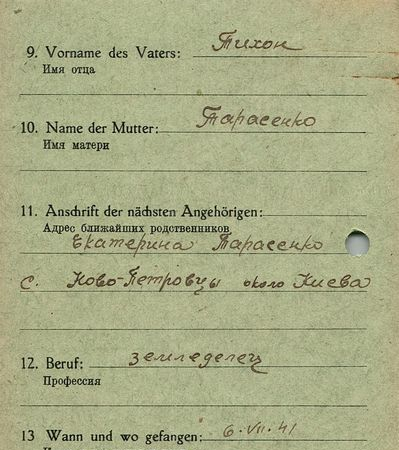 9. Vorname des Vaters: Тихон
Имя отца
10. Name der Mutter: Тарасенко
Имя матери
11. Anschrift der nächsten Angehörigen:
Адрес ближайших родственников
Екатерина Тарасенко
с. Ново-Петровцы около Киева
12. Beruf: земледелец
Профессия
13 Wann und wo gefangen: 6·VII·41